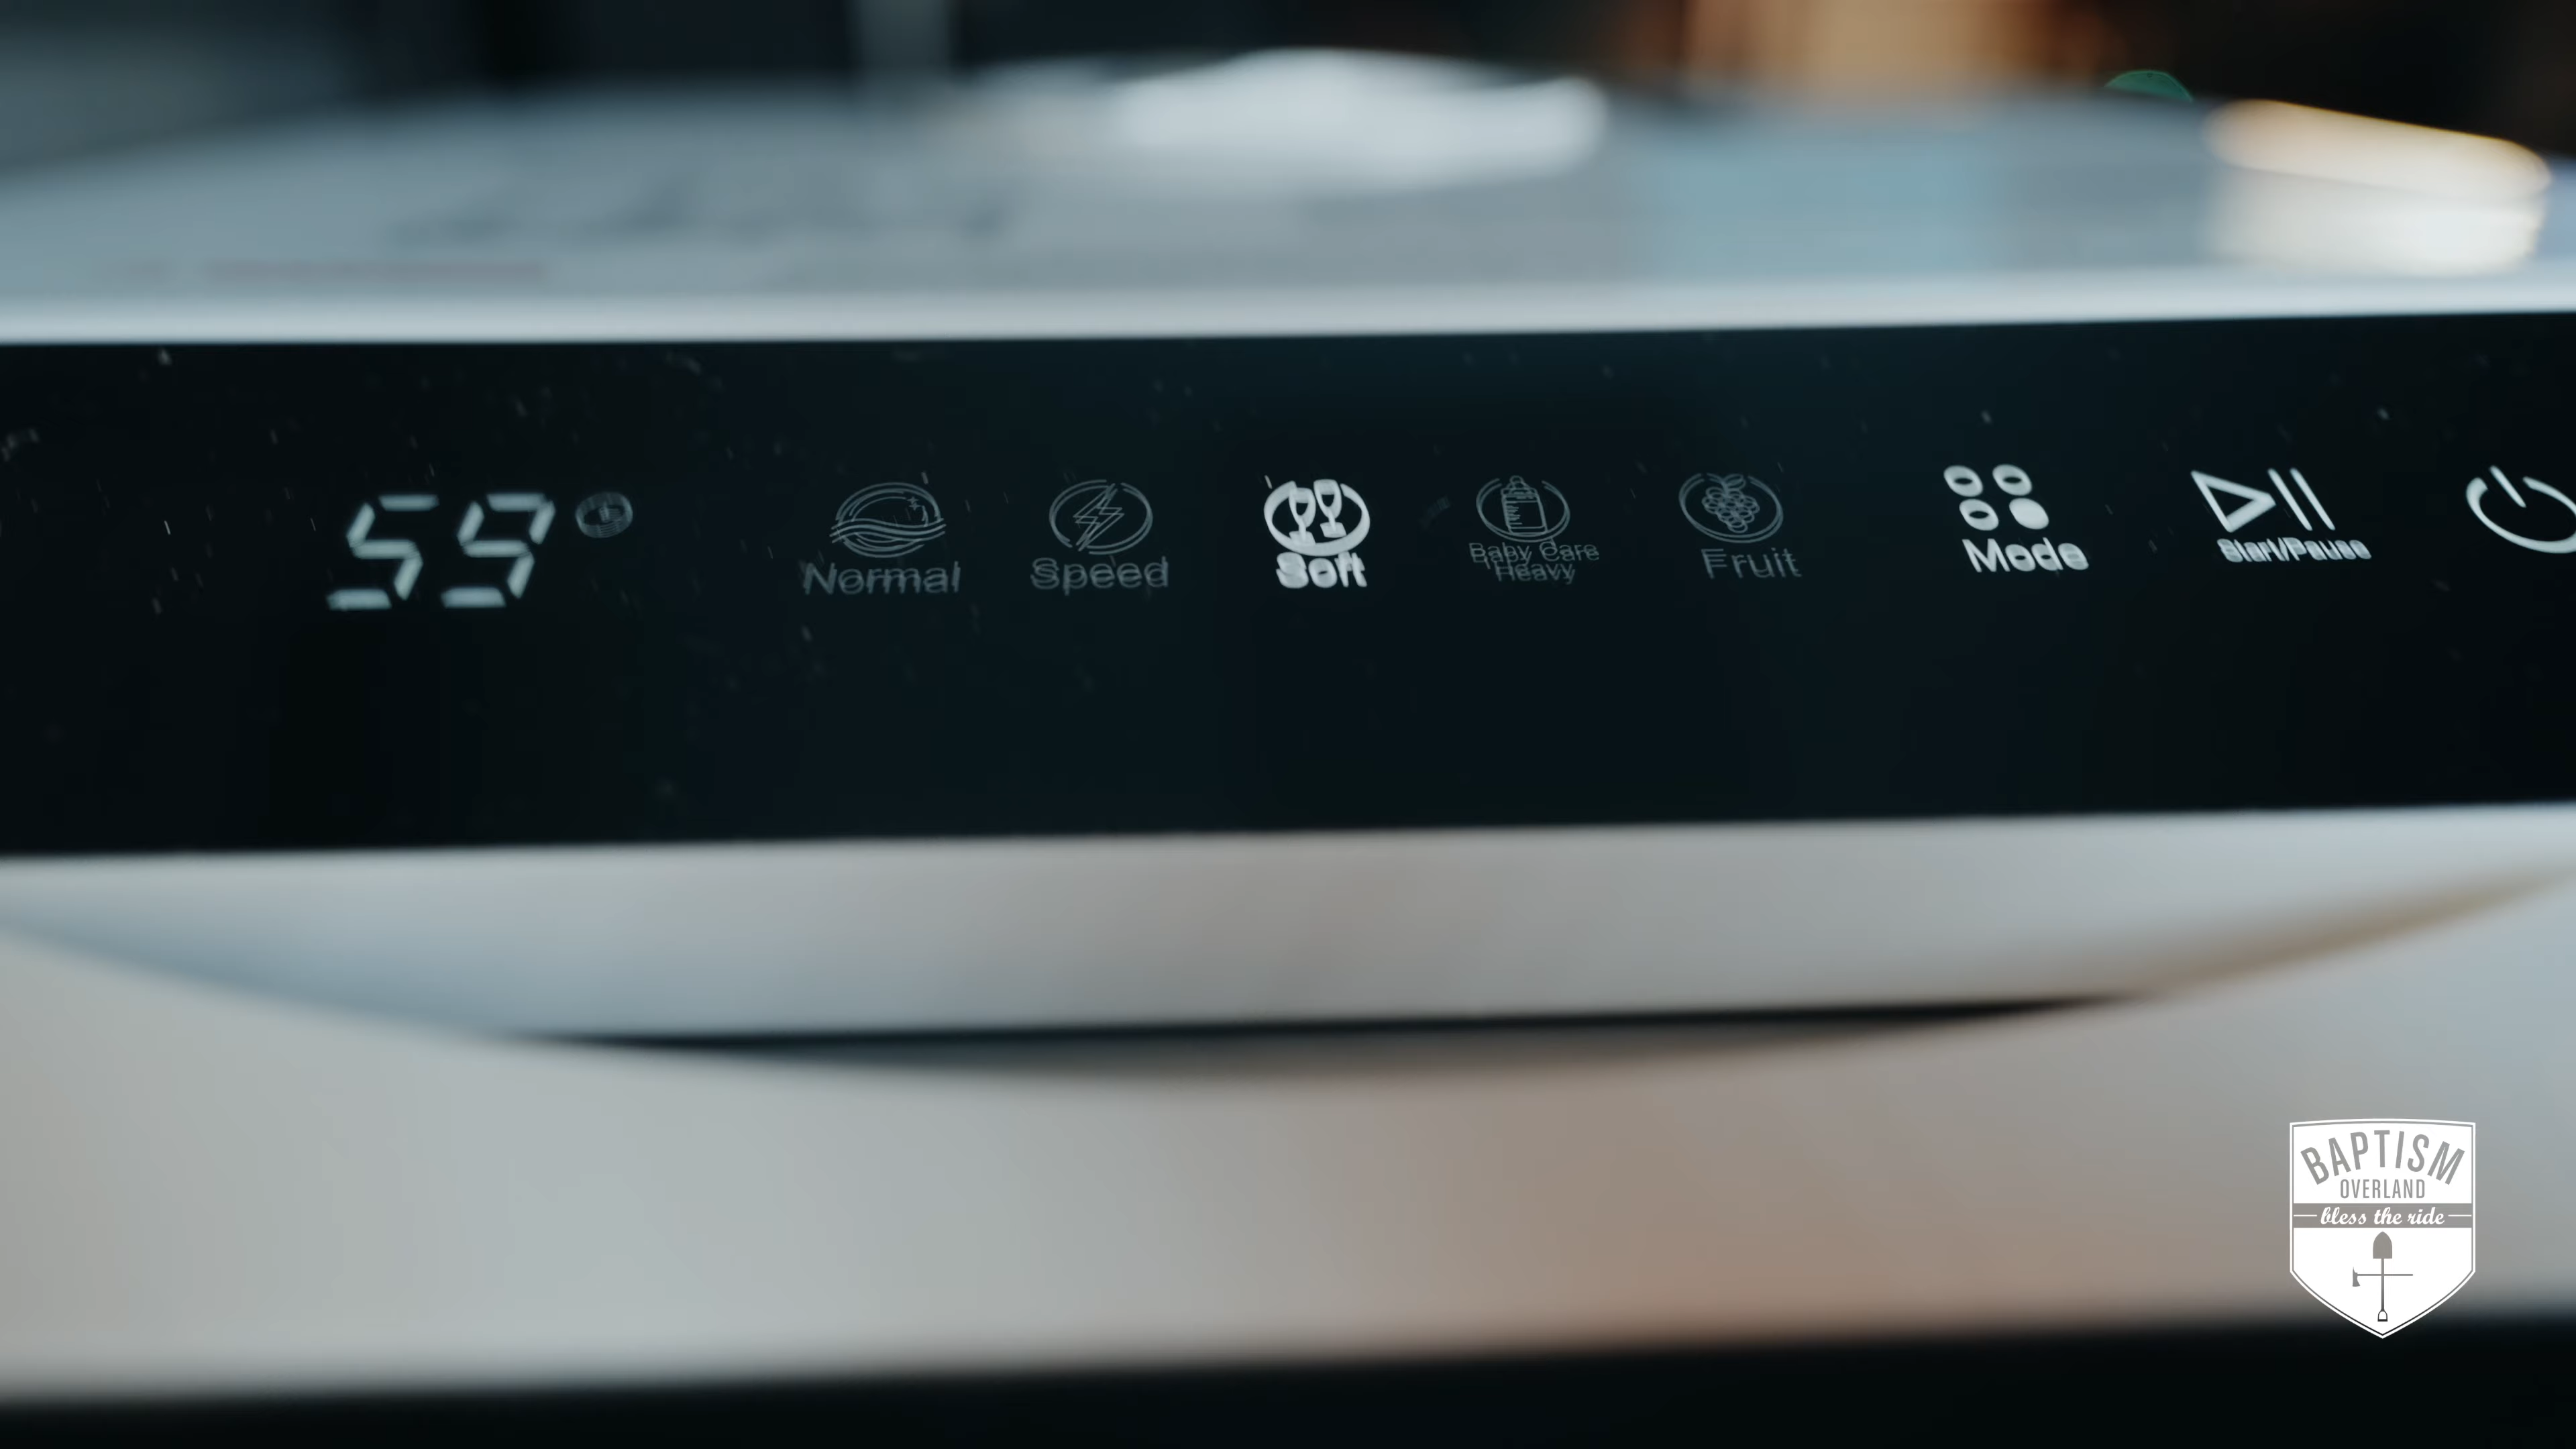 59
Normal
Speed
Soft
Baby Care
Heavy
Fruit
Mode
Start/Pause
BAPTISM
OVERLAND
bless the ride